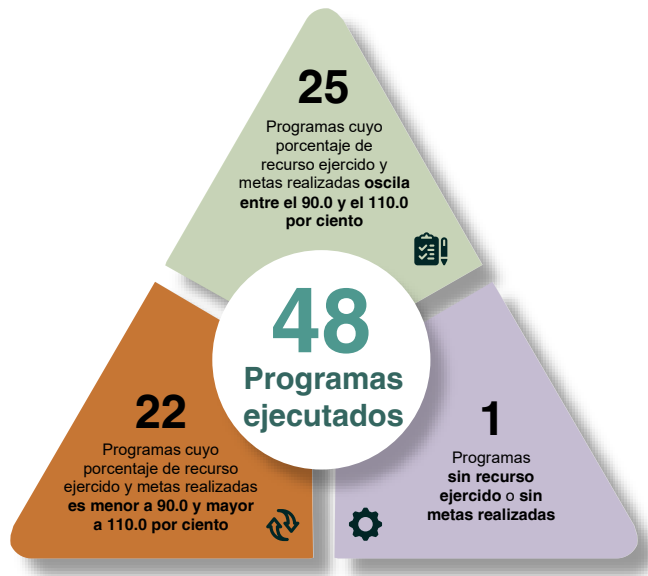 25
Programas cuyo
porcentaje de
recurso ejercido y
metas realizadas oscila
entre el 90.0 y el 110.0
por ciento
48
Programas
ejecutados
22
Programas cuyo
porcentaje de recurso
ejercido y metas realizadas
es menor a 90.0 y mayor
a 110.0 por ciento
1
Programas
sin recurso
ejercido o sin
metas realizadas